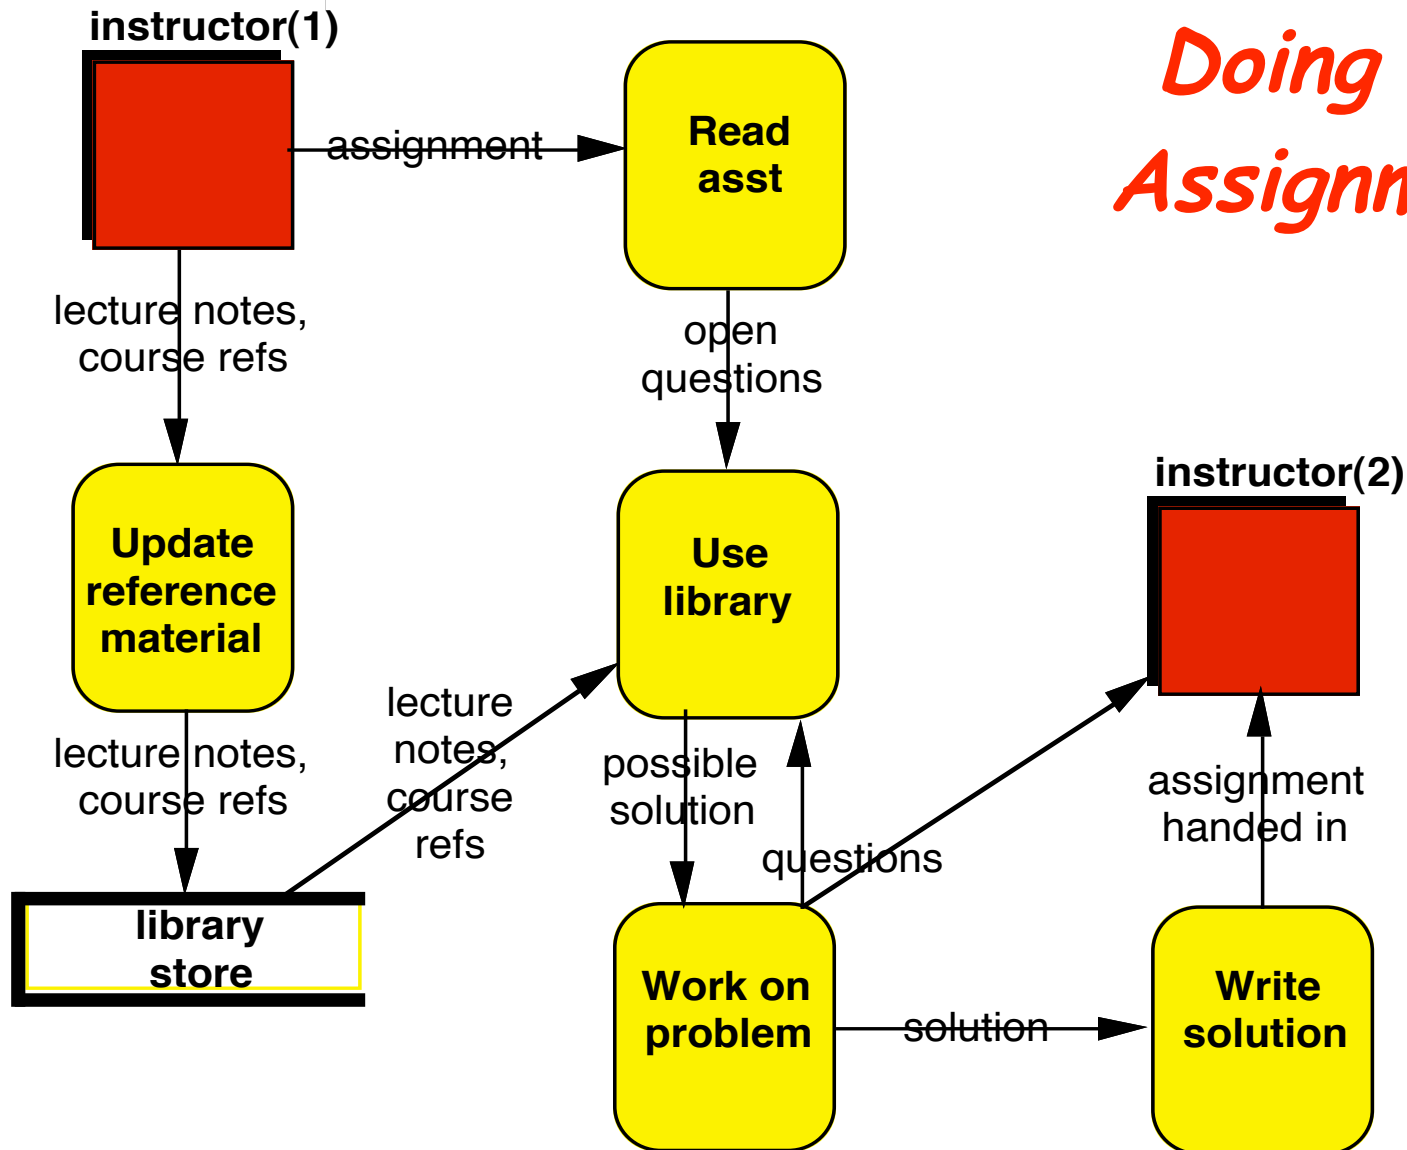 instructor(1)
Doing
assignment
Read
asst
lecture notes,
course refs
open
questions
instructor(2)
Update
reference
material
Use
library
lecture
notes,
course
refs
lecture notes,
course refs
possible
solution
assignment
handed in
questions
library
store
Work on
problem
solution
Write
solution